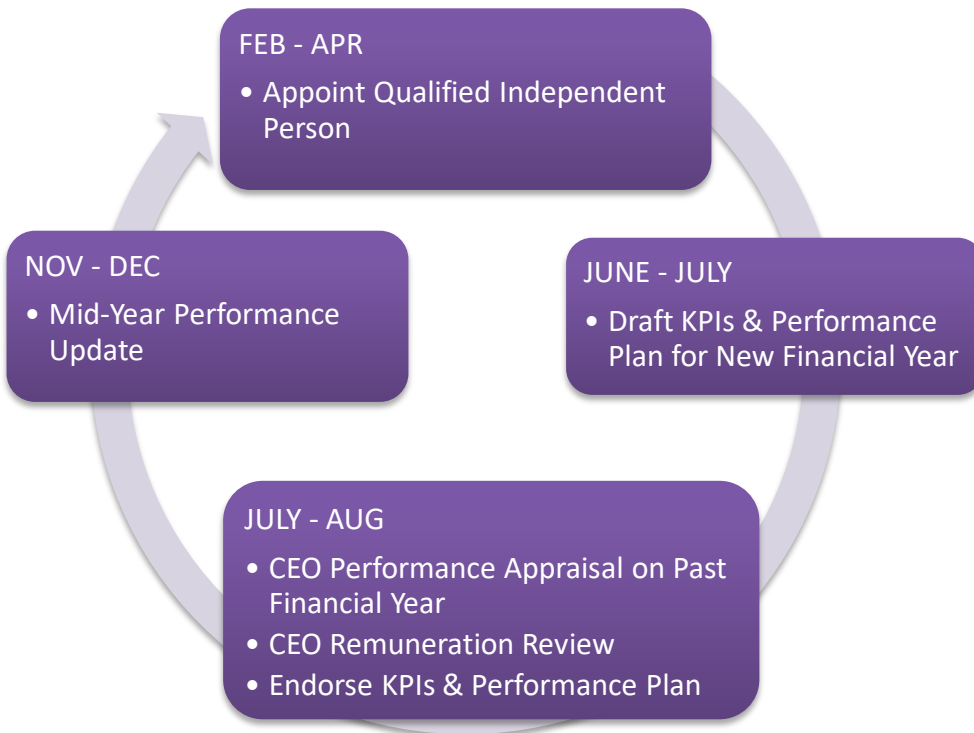 FEB - APR
• Appoint Qualified Independent
Person
JUNE - JULY
• Draft KPIs & Performance
Plan for New Financial Year
JULY - AUG
• CEO Performance Appraisal on Past
Financial Year
• CEO Remuneration Review
• Endorse KPIs & Performance Plan
NOV - DEC
• Mid-Year Performance
Update